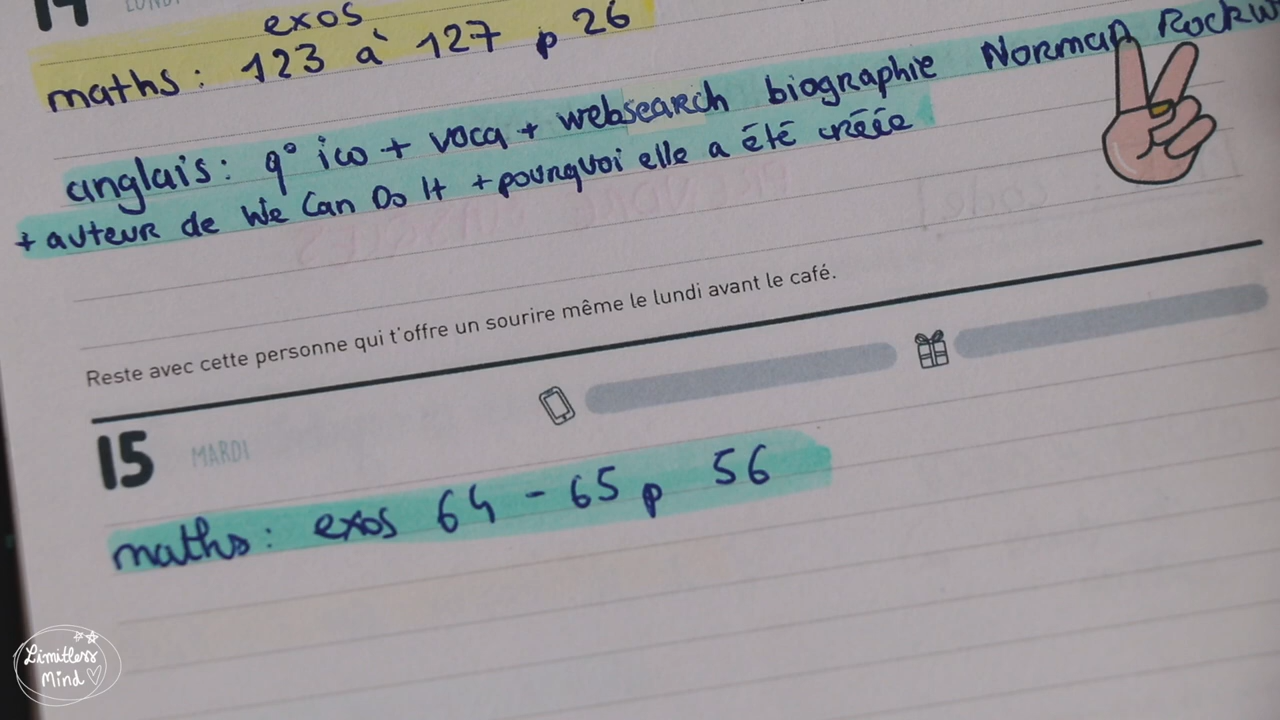 14 LUNDI
exos
maths : 123 à 127 p 26
anglais : q° ico + voca + websearch biographie Norman
+ auteur de We Can Do It + pourquoi elle a été créée
Reste avec cette personne qui t'offre un sourire même le lundi avant le café.
15 MARDI
maths : exos 64 - 65 p 56
Limitless
Mind